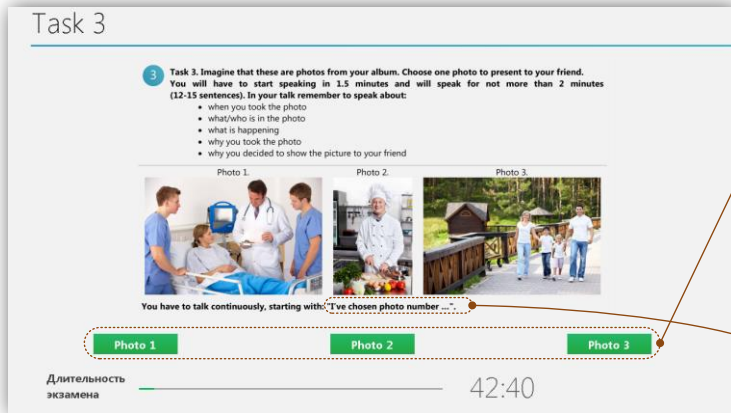 Task 3
3
Task 3. Imagine that these are photos from your album. Choose one photo to present to your friend.
You will have to start speaking in 1.5 minutes and will speak for not more than 2 minutes
(12-15 sentences). In your talk remember to speak about:
• when you took the photo
• what/who is in the photo
• what is happening
• why you took the photo
• why you decided to show the picture to your friend
Photo 1. Photo 2. Photo 3.
You have to talk continuously, starting with: "I've chosen photo number ...".
Photo 1 Photo 2 Photo 3
Длительность
экзамена
42:40